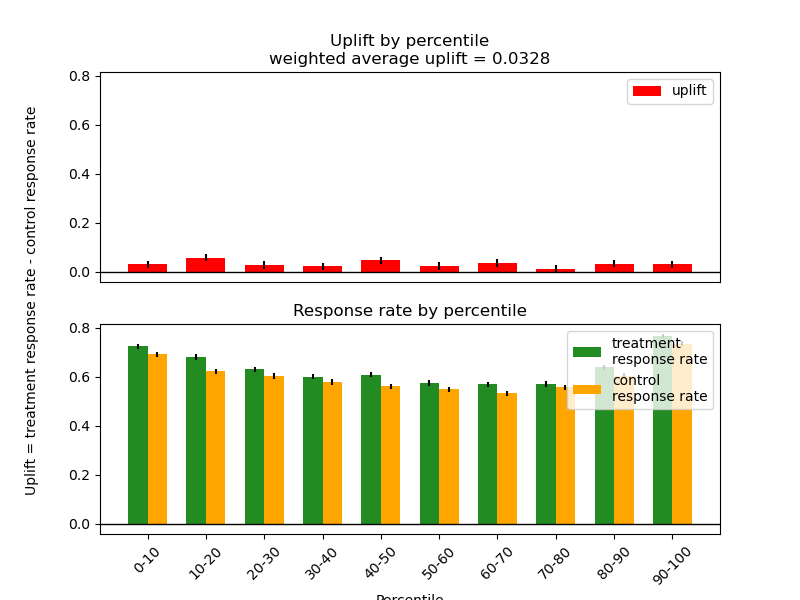 Uplift by percentile
weighted average uplift = 0.0328
uplift
0.8
0.6
0.4
0.2
0.0
Uplift = treatment response rate - control response rate
Response rate by percentile
treatment
response rate
control
response rate
0.8
0.6
0.4
0.2
0.0
0-10
10-20
20-30
30-40
40-50
50-60
60-70
70-80
80-90
90-100
Percentile